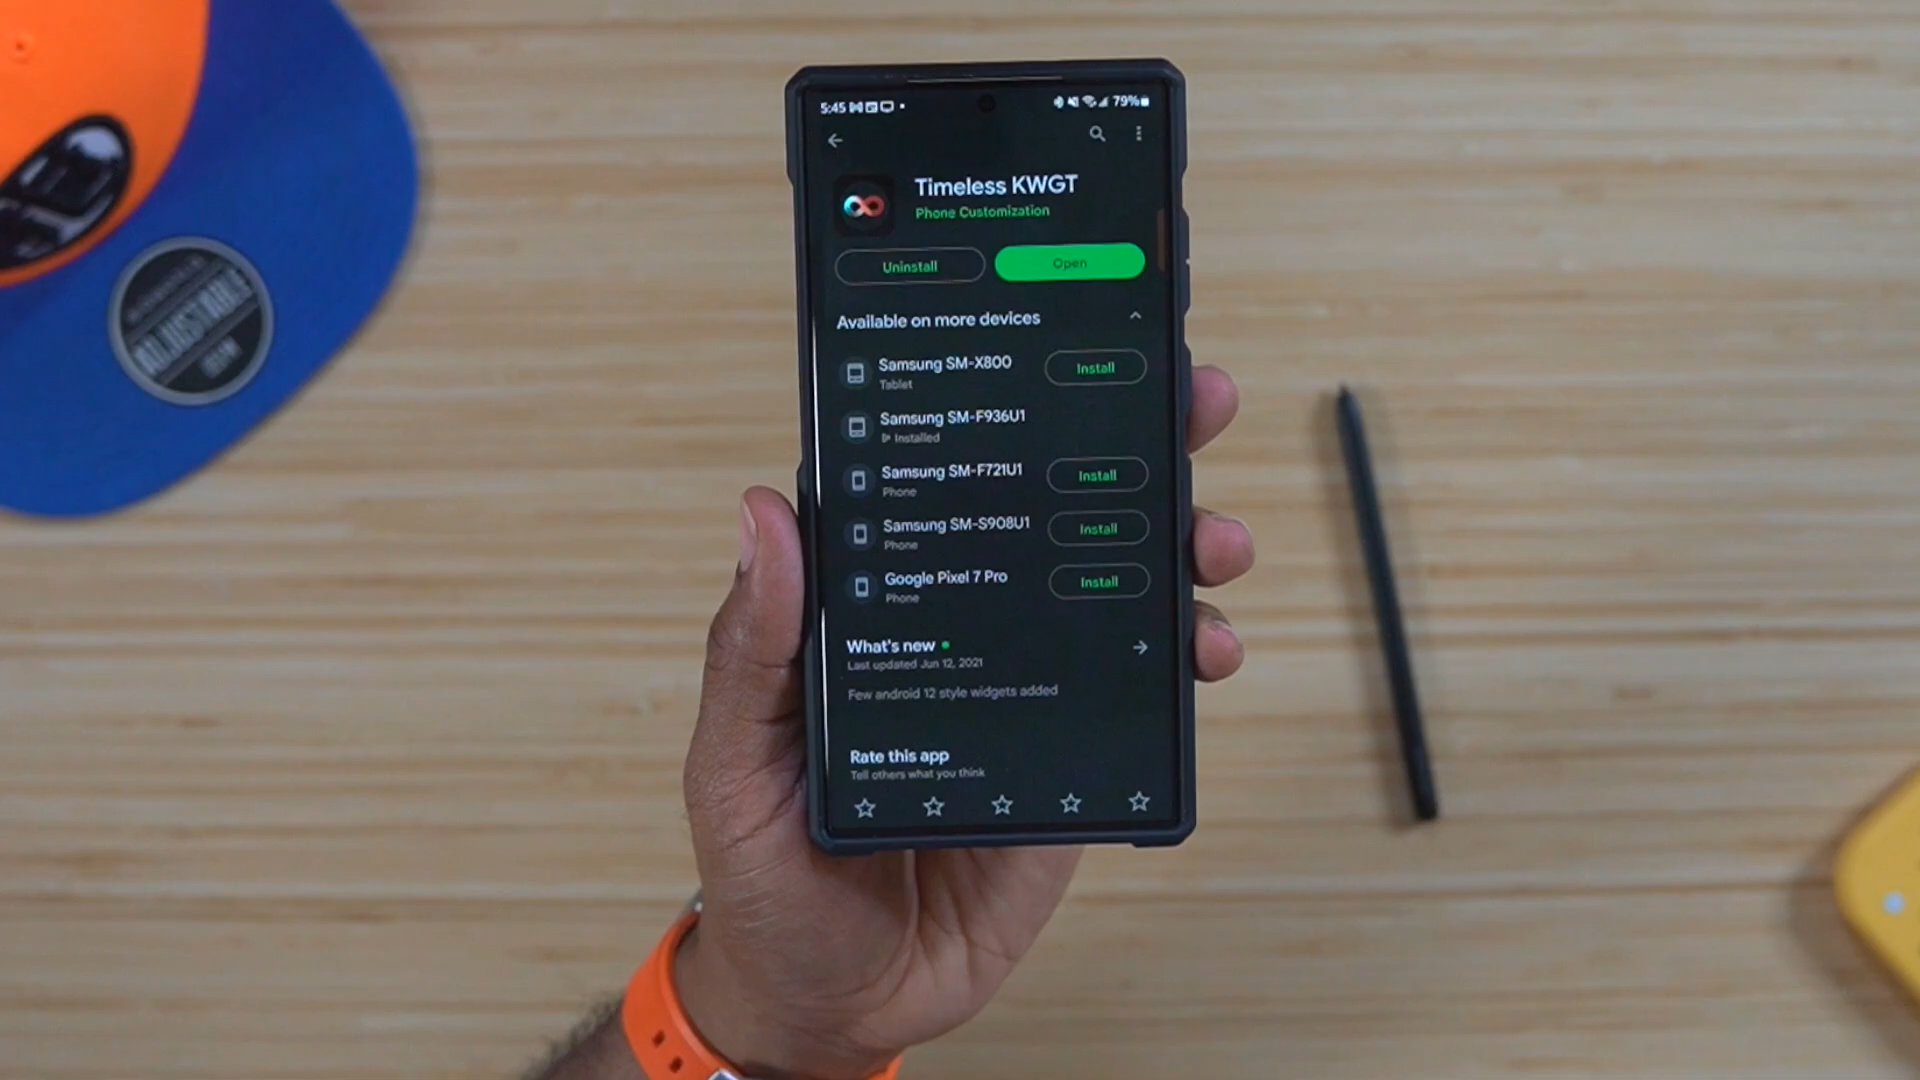 5:45
79%
Timeless KWGT
Phone Customization
Uninstall
Open
Available on more devices
Samsung SM-X800
Tablet
Install
Samsung SM-F936U1
Installed
Samsung SM-F721U1
Phone
Install
Samsung SM-S908U1
Phone
Install
Google Pixel 7 Pro
Phone
Install
What's new
Last updated Jun 12, 2021
Few android 12 style widgets added
Rate this app
Tell others what you think
ADJUSTABLE